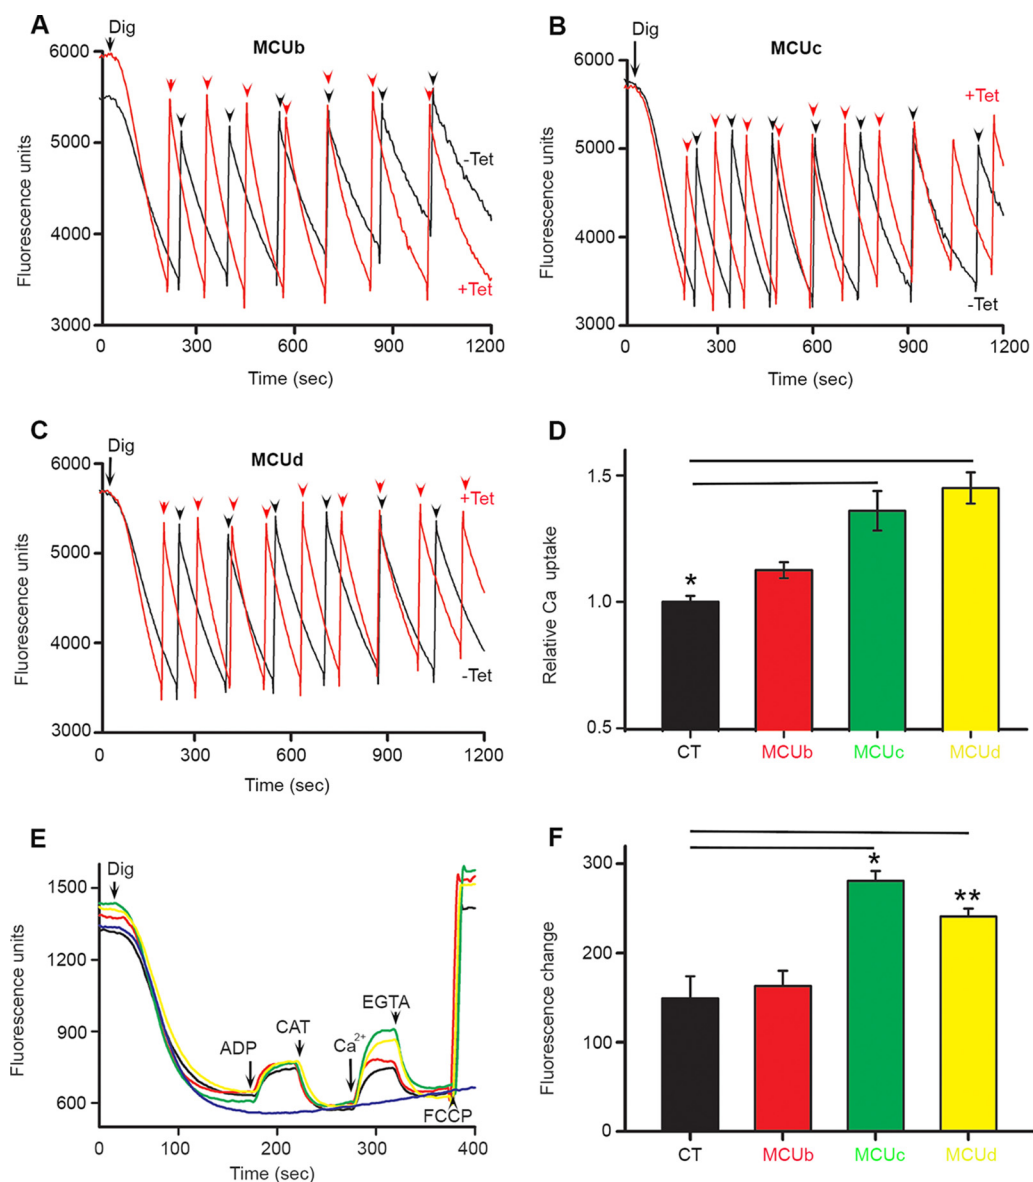 A
Dig
MCUb
6000
5000
4000
3000
Fluorescence units
-Tet
+Tet
0 300 600 900 1200
Time (sec)
B
Dig
MCUc
6000
5000
4000
3000
Fluorescence units
+Tet
-Tet
0 300 600 900 1200
Time (sec)
C
Dig
MCUd
6000
5000
4000
3000
Fluorescence units
+Tet
-Tet
0 300 600 900 1200
Time (sec)
D
1.5
1.0
0.5
Relative Ca uptake
*
CT MCUb MCUc MCUd
E
Dig
1500
1200
900
600
Fluorescence units
ADP
CAT
Ca²⁺
EGTA
FCCP
0 100 200 300 400
Time (sec)
F
300
200
100
0
Fluorescence change
*
**
CT MCUb MCUc MCUd